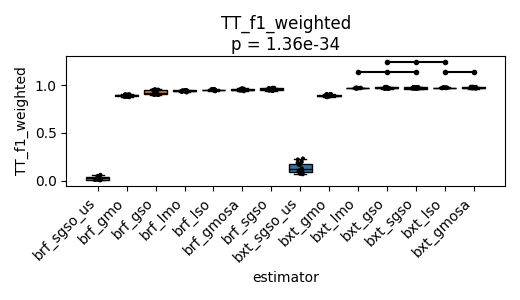 TT_f1_weighted
p = 1.36e-34
TT_f1_weighted
1.0
0.5
0.0
brf_sgso_us
brf_gmo
brf_gso
brf_lmo
brf_lso
brf_gmosa
brf_sgso
bxt_sgso_us
bxt_gmo
bxt_lmo
bxt_gso
bxt_sgso
bxt_lso
bxt_gmosa
estimator